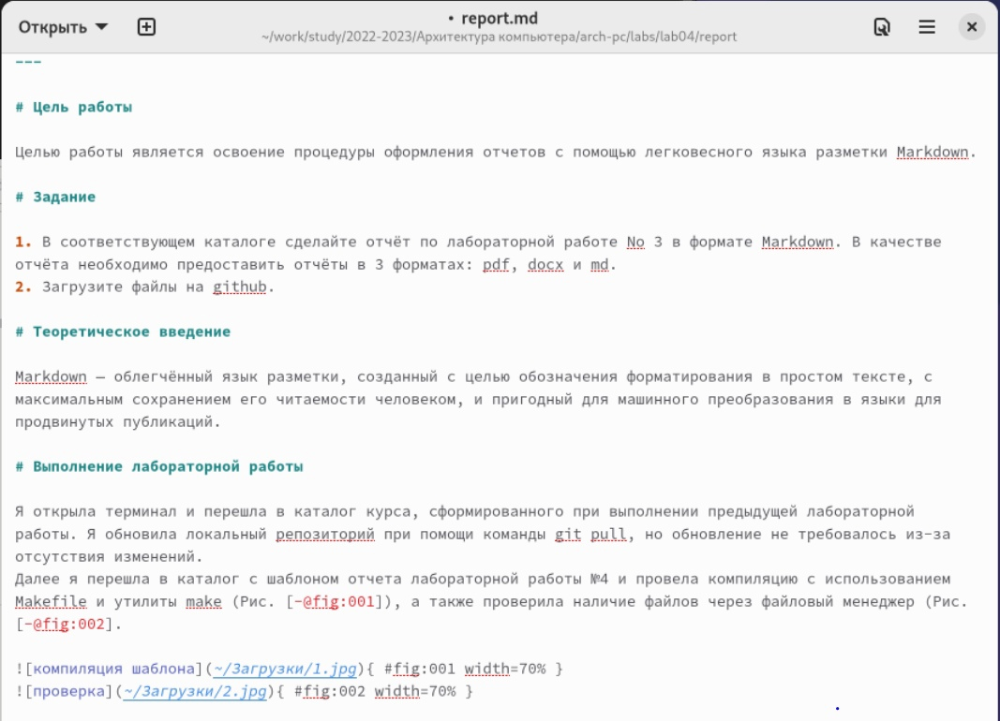 Открыть
• report.md
~/work/study/2022-2023/Архитектура компьютера/arch-pc/labs/lab04/report
---
# Цель работы
Целью работы является освоение процедуры оформления отчетов с помощью легковесного языка разметки Markdown.
# Задание
1. В соответствующем каталоге сделайте отчёт по лабораторной работе No 3 в формате Markdown. В качестве
отчёта необходимо предоставить отчёты в 3 форматах: pdf, docx и md.
2. Загрузите файлы на github.
# Теоретическое введение
Markdown — облегчённый язык разметки, созданный с целью обозначения форматирования в простом тексте, с
максимальным сохранением его читаемости человеком, и пригодный для машинного преобразования в языки для
продвинутых публикаций.
# Выполнение лабораторной работы
Я открыла терминал и перешла в каталог курса, сформированного при выполнении предыдущей лабораторной
работы. Я обновила локальный репозиторий при помощи команды git pull, но обновление не требовалось из-за
отсутствия изменений.
Далее я перешла в каталог с шаблоном отчета лабораторной работы №4 и провела компиляцию с использованием
Makefile и утилиты make (Рис. [-@fig:001]), а также проверила наличие файлов через файловый менеджер (Рис.
[-@fig:002].
![компиляция шаблона](~/Загрузки/1.jpg){ #fig:001 width=70% }
![проверка](~/Загрузки/2.jpg){ #fig:002 width=70% }